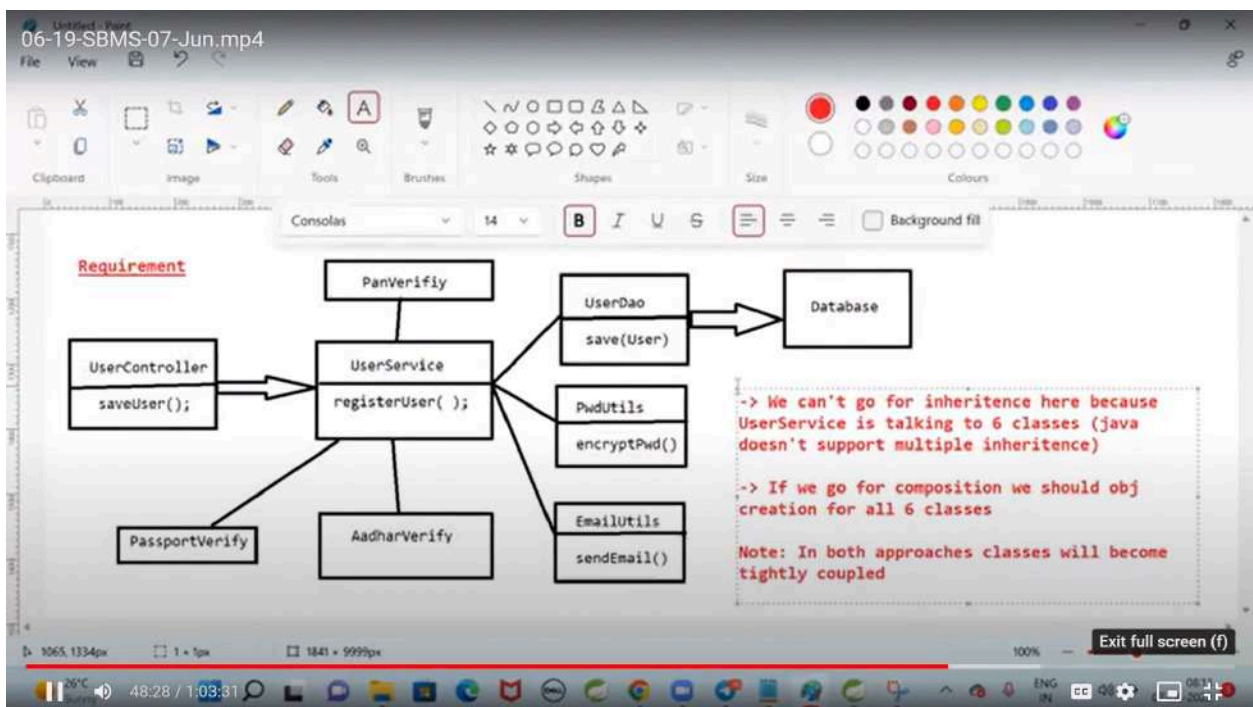 Untitled - Paint
06-19-SBMS-07-Jun.mp4
File View
Clipboard
Image
Tools
Brushes
Shapes
Size
Colours
Consolas
14
B I U S
Background fill
Requirement
PanVerifiy
UserDao
save(User)
Database
UserController
saveUser();
UserService
registerUser( );
PwdUtils
encryptPwd()
PassportVerify
AadharVerify
EmailUtils
sendEmail()
-> We can't go for inheritence here because
UserService is talking to 6 classes (java
doesn't support multiple inheritence)
-> If we go for composition we should obj
creation for all 6 classes
Note: In both approaches classes will become
tightly coupled
Exit full screen (f)
1065, 1334px
1 × 1px
1841 × 9999px
100%
26°C
48:28 / 1:03:31
ENG
IN
CC